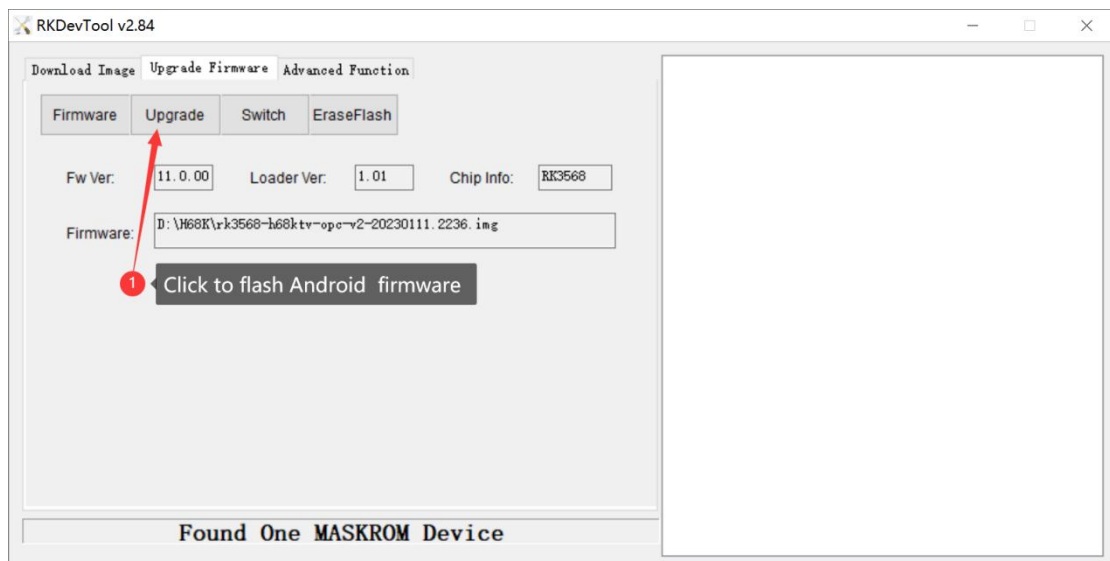 RKDevTool v2.84
Download Image Upgrade Firmware Advanced Function
Firmware Upgrade Switch EraseFlash
Fw Ver: 11.0.00 Loader Ver: 1.01 Chip Info: RK3568
Firmware: D:\H68K\rk3568-h68ktv-opc-v2-20230111.2236.img
1 Click to flash Android firmware
Found One MASKROM Device